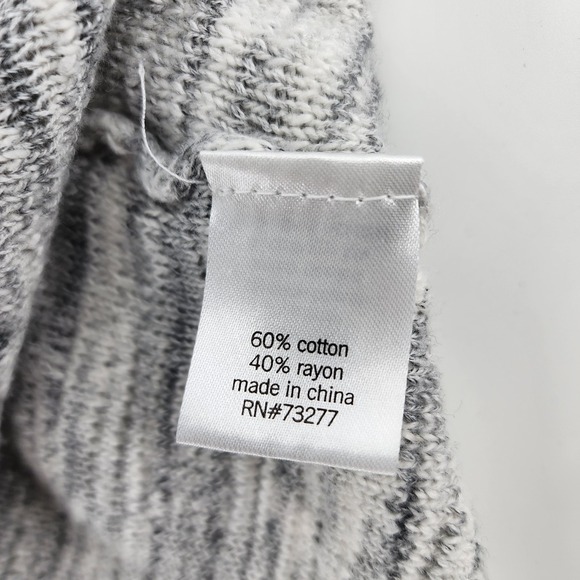 60% cotton
40% rayon
made in china
RN#73277